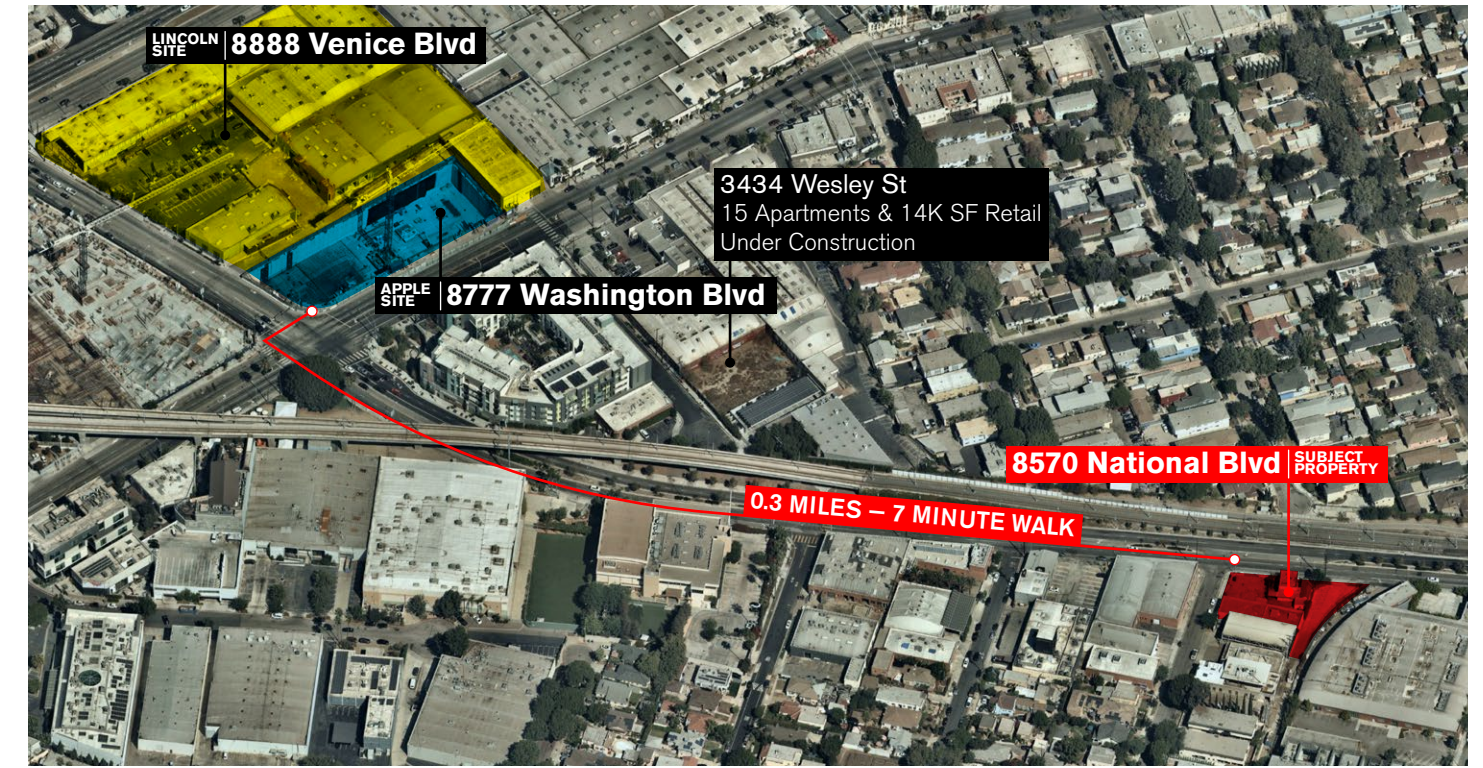 LINCOLN SITE 8888 Venice Blvd
3434 Wesley St
15 Apartments & 14K SF Retail
Under Construction
APPLE SITE 8777 Washington Blvd
8570 National Blvd SUBJECT PROPERTY
0.3 MILES – 7 MINUTE WALK